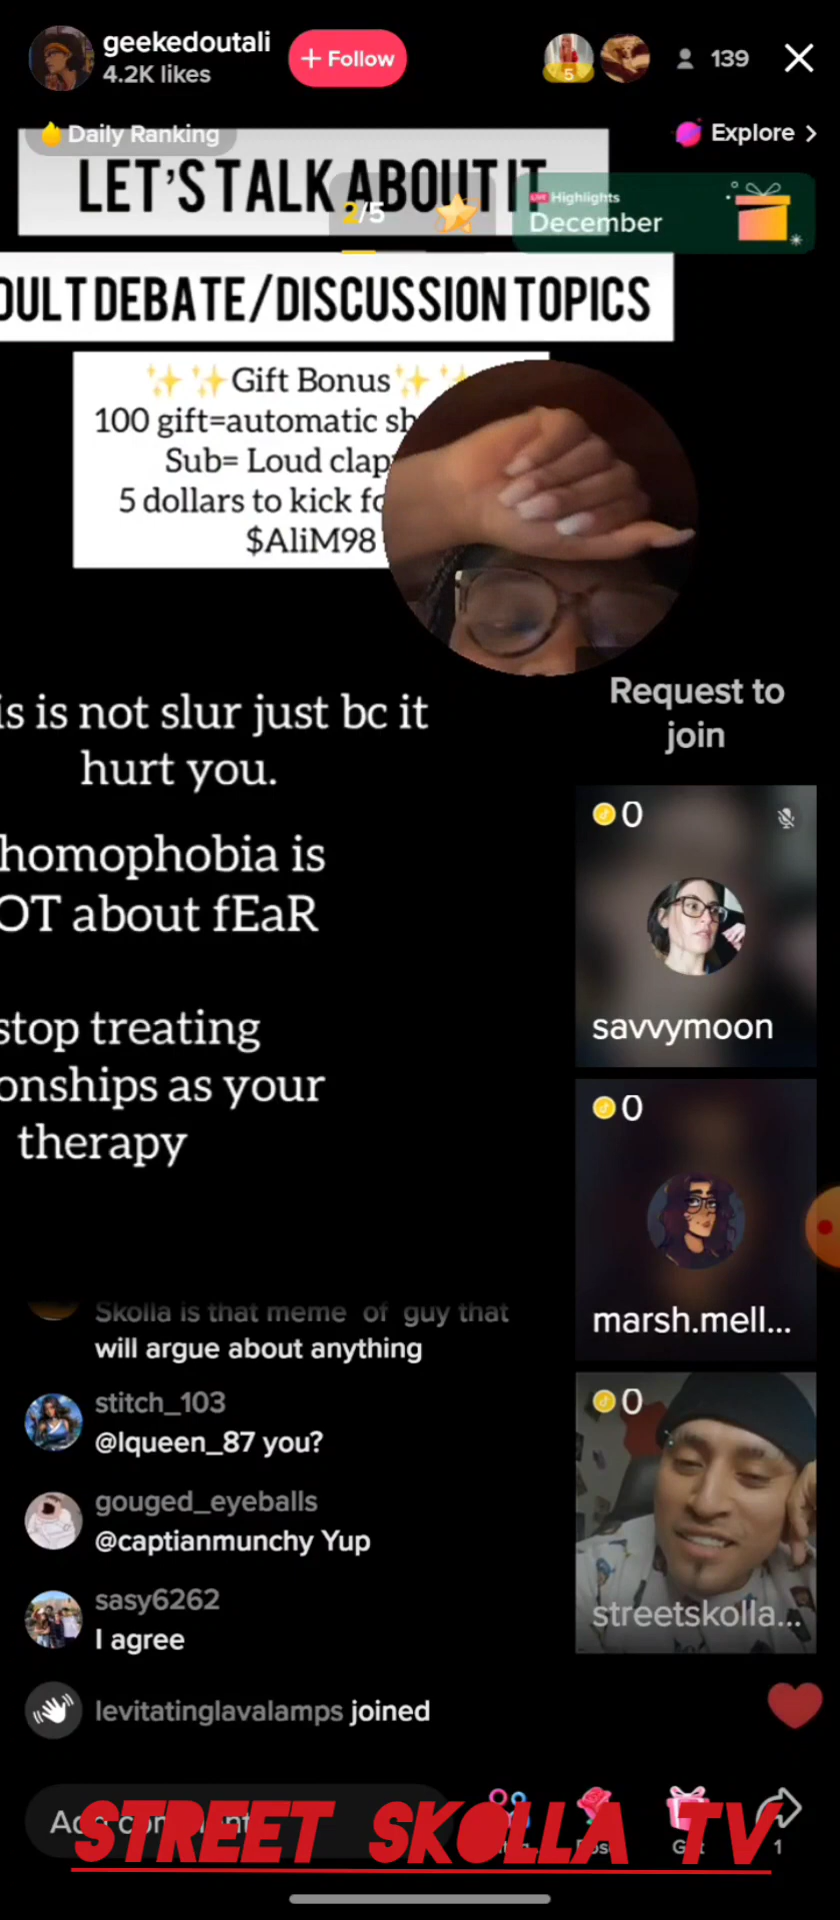 geekedoutali
4.2K likes
+ Follow
5
139
Daily Ranking
Explore >
LET'S TALK ABOUT IT
2/5
LIVE Highlights
December
DULT DEBATE/DISCUSSION TOPICS
✨ ✨Gift Bonus✨ ✨
100 gift=automatic sh
Sub= Loud clap
5 dollars to kick fo
$AliM98
is is not slur just bc it
hurt you.
homophobia is
OT about fEaR
stop treating
onships as your
therapy
Request to
join
0
savvymoon
0
marsh.mell...
0
streetskolla...
Skolla is that meme of guy that
will argue about anything
stitch_103
@lqueen_87 you?
gouged_eyeballs
@captianmunchy Yup
sasy6262
I agree
levitatinglavalamps joined
STREET SKOLLA TV
1